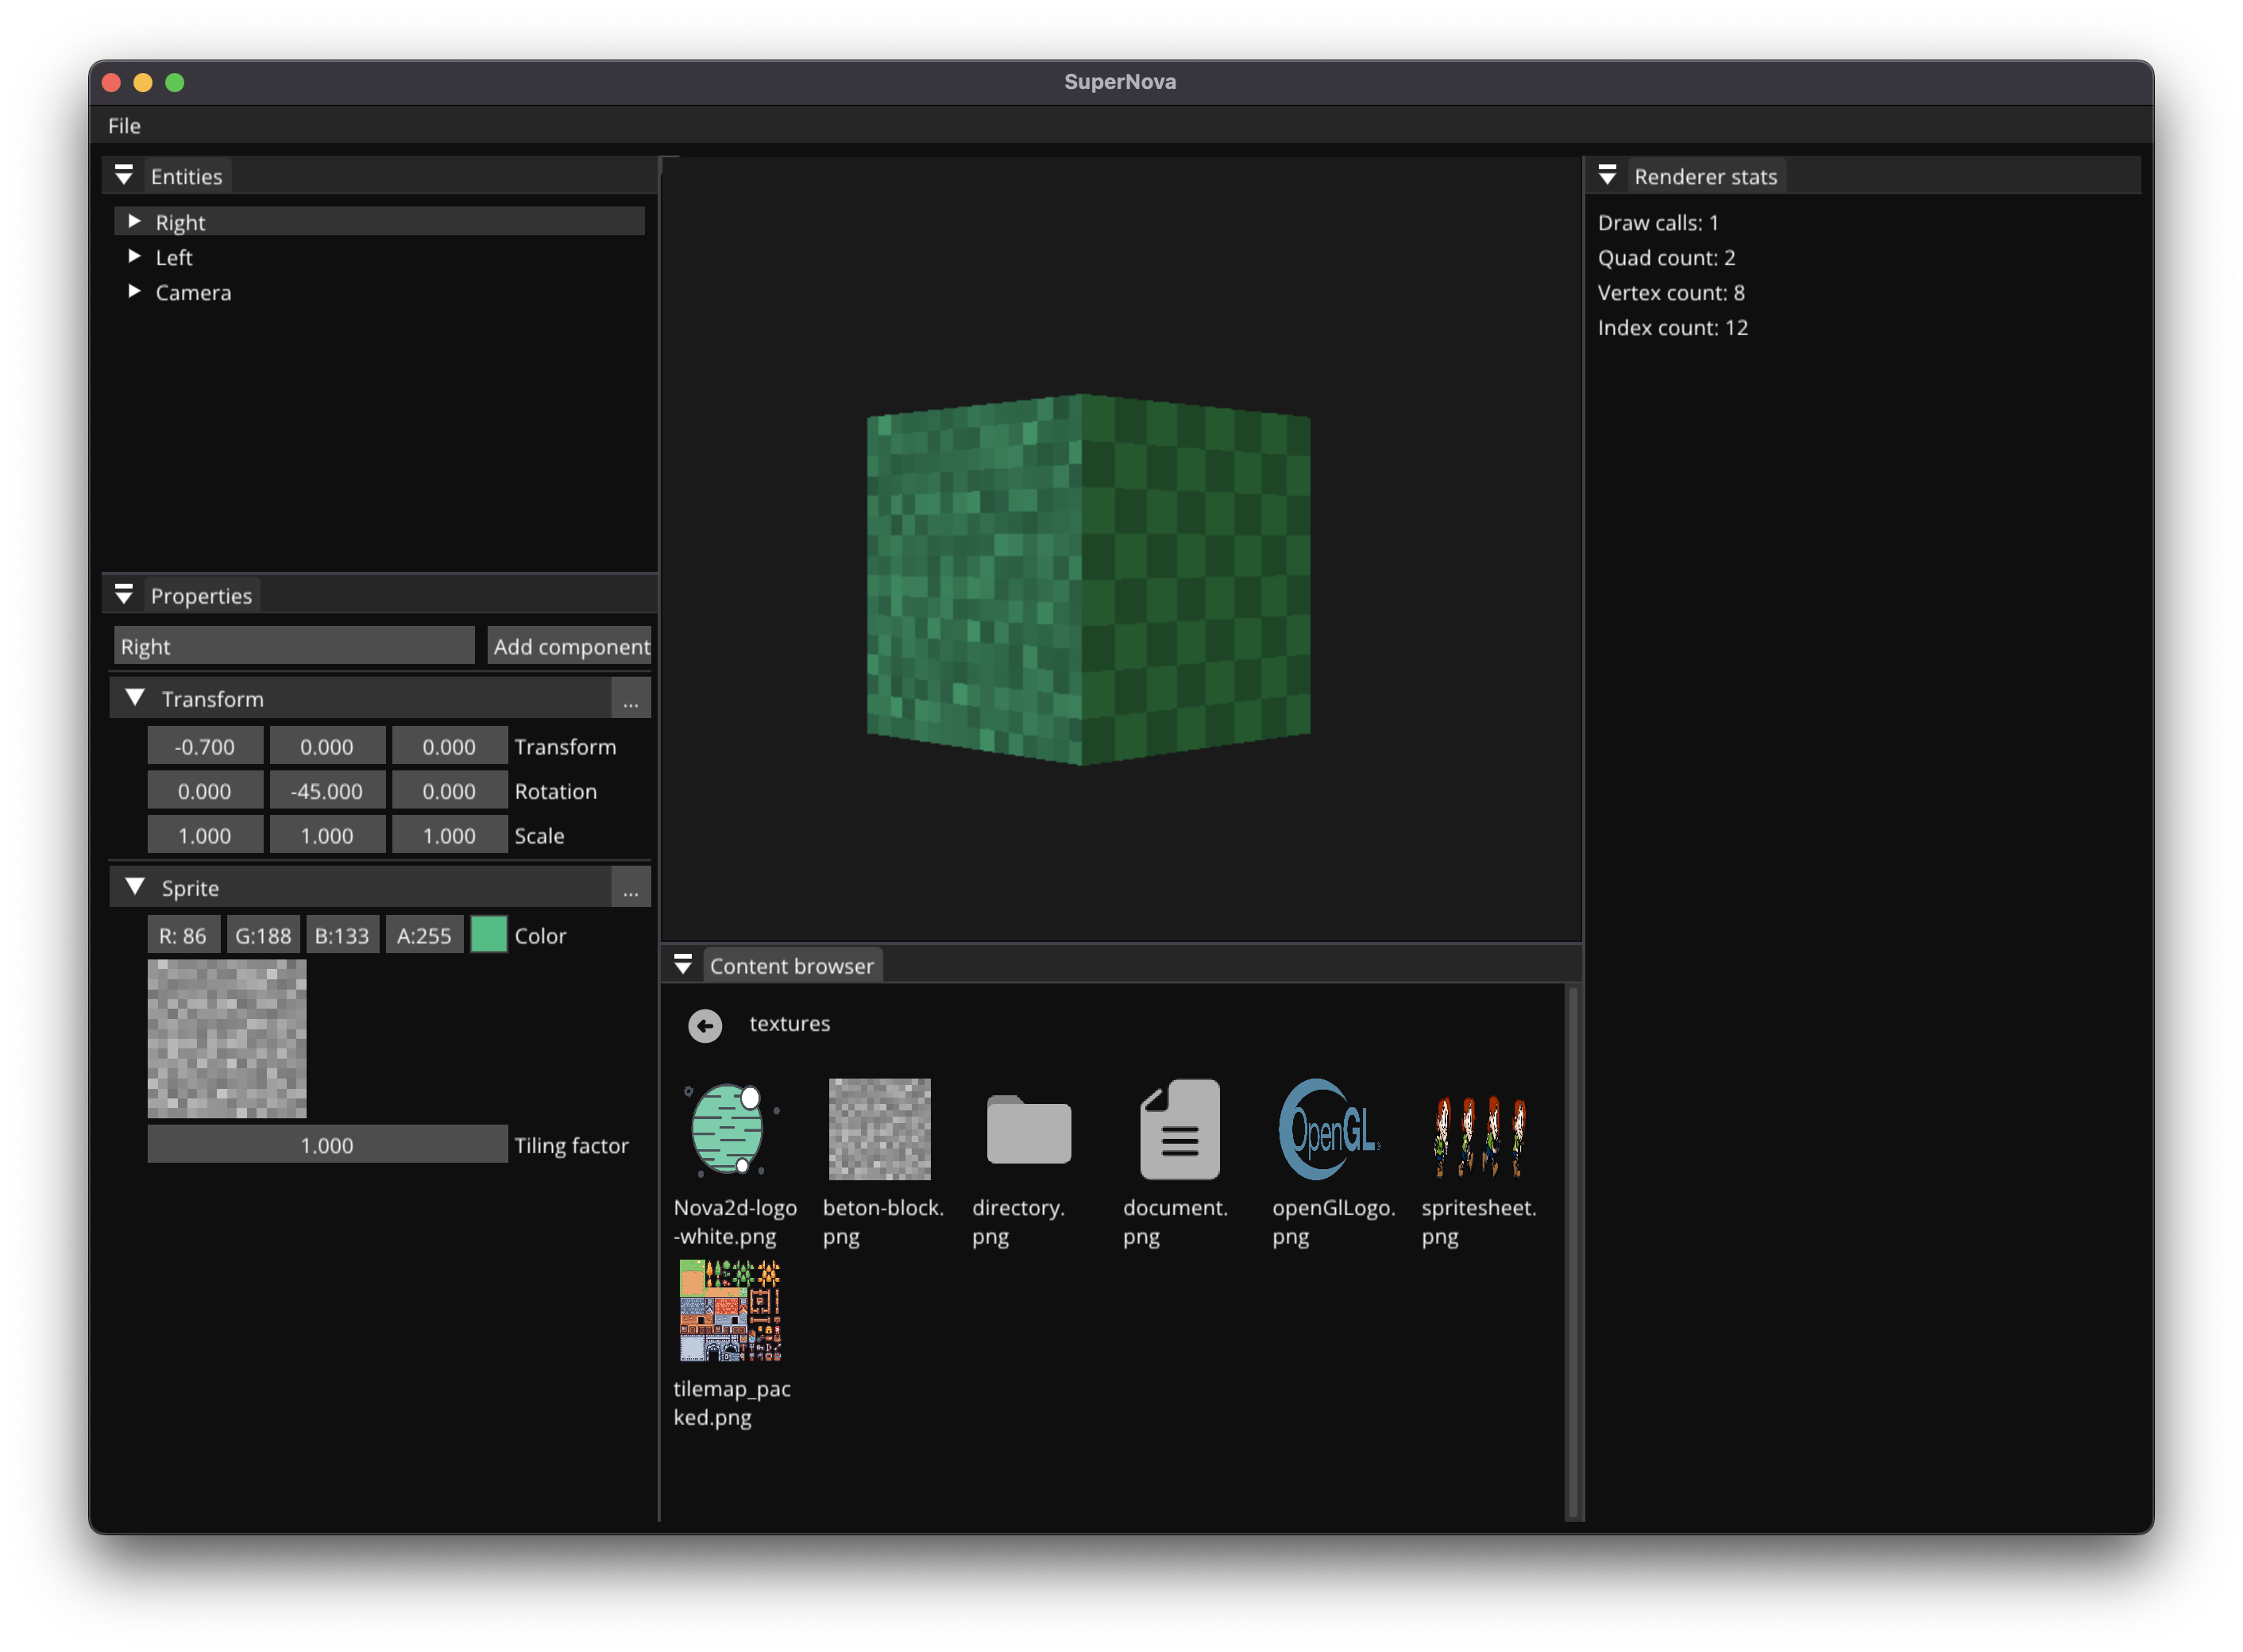 SuperNova
File
Entities
Right
Left
Camera
Properties
Right
Add component
Transform
...
-0.700 0.000 0.000 Transform
0.000 -45.000 0.000 Rotation
1.000 1.000 1.000 Scale
Sprite
...
R: 86 G:188 B:133 A:255 Color
1.000 Tiling factor
Content browser
textures
OpenGL
Nova2d-logo
-white.png
beton-block.
png
directory.
png
document.
png
openGlLogo.
png
spritesheet.
png
tilemap_pac
ked.png
Renderer stats
Draw calls: 1
Quad count: 2
Vertex count: 8
Index count: 12